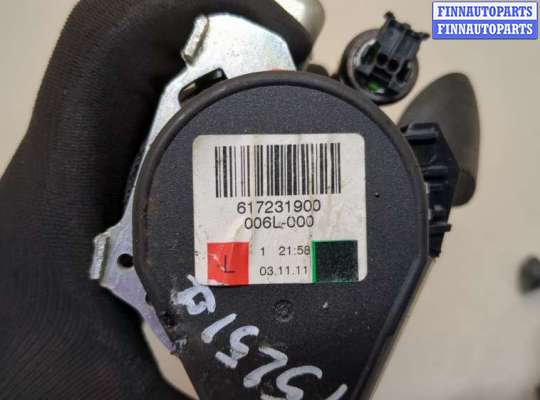 FINNAUTOPARTS
FINNAUTOPARTS
617231900
006L-000
L 1 21:58
03.11.11